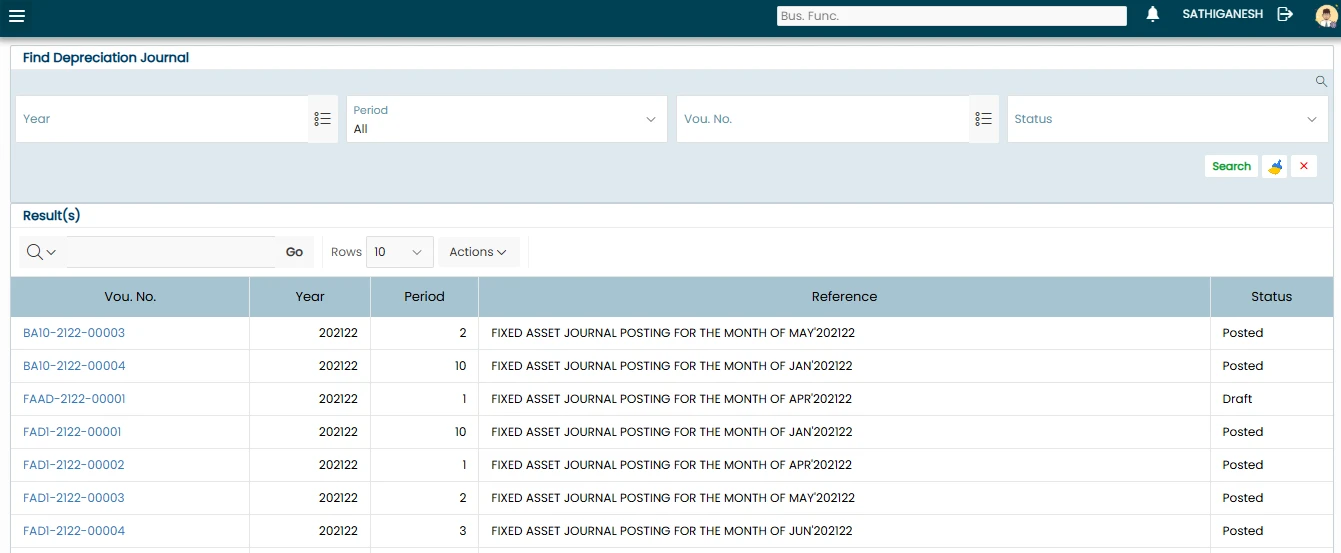 Bus. Func. SATHIGANESH
Find Depreciation Journal
Year Period All Vou. No. Status
Search
Result(s)
Go Rows 10 Actions
Vou. No. Year Period Reference Status
BA10-2122-00003 202122 2 FIXED ASSET JOURNAL POSTING FOR THE MONTH OF MAY'202122 Posted
BA10-2122-00004 202122 10 FIXED ASSET JOURNAL POSTING FOR THE MONTH OF JAN'202122 Posted
FAAD-2122-00001 202122 1 FIXED ASSET JOURNAL POSTING FOR THE MONTH OF APR'202122 Draft
FAD1-2122-00001 202122 10 FIXED ASSET JOURNAL POSTING FOR THE MONTH OF JAN'202122 Posted
FAD1-2122-00002 202122 1 FIXED ASSET JOURNAL POSTING FOR THE MONTH OF APR'202122 Posted
FAD1-2122-00003 202122 2 FIXED ASSET JOURNAL POSTING FOR THE MONTH OF MAY'202122 Posted
FAD1-2122-00004 202122 3 FIXED ASSET JOURNAL POSTING FOR THE MONTH OF JUN'202122 Posted